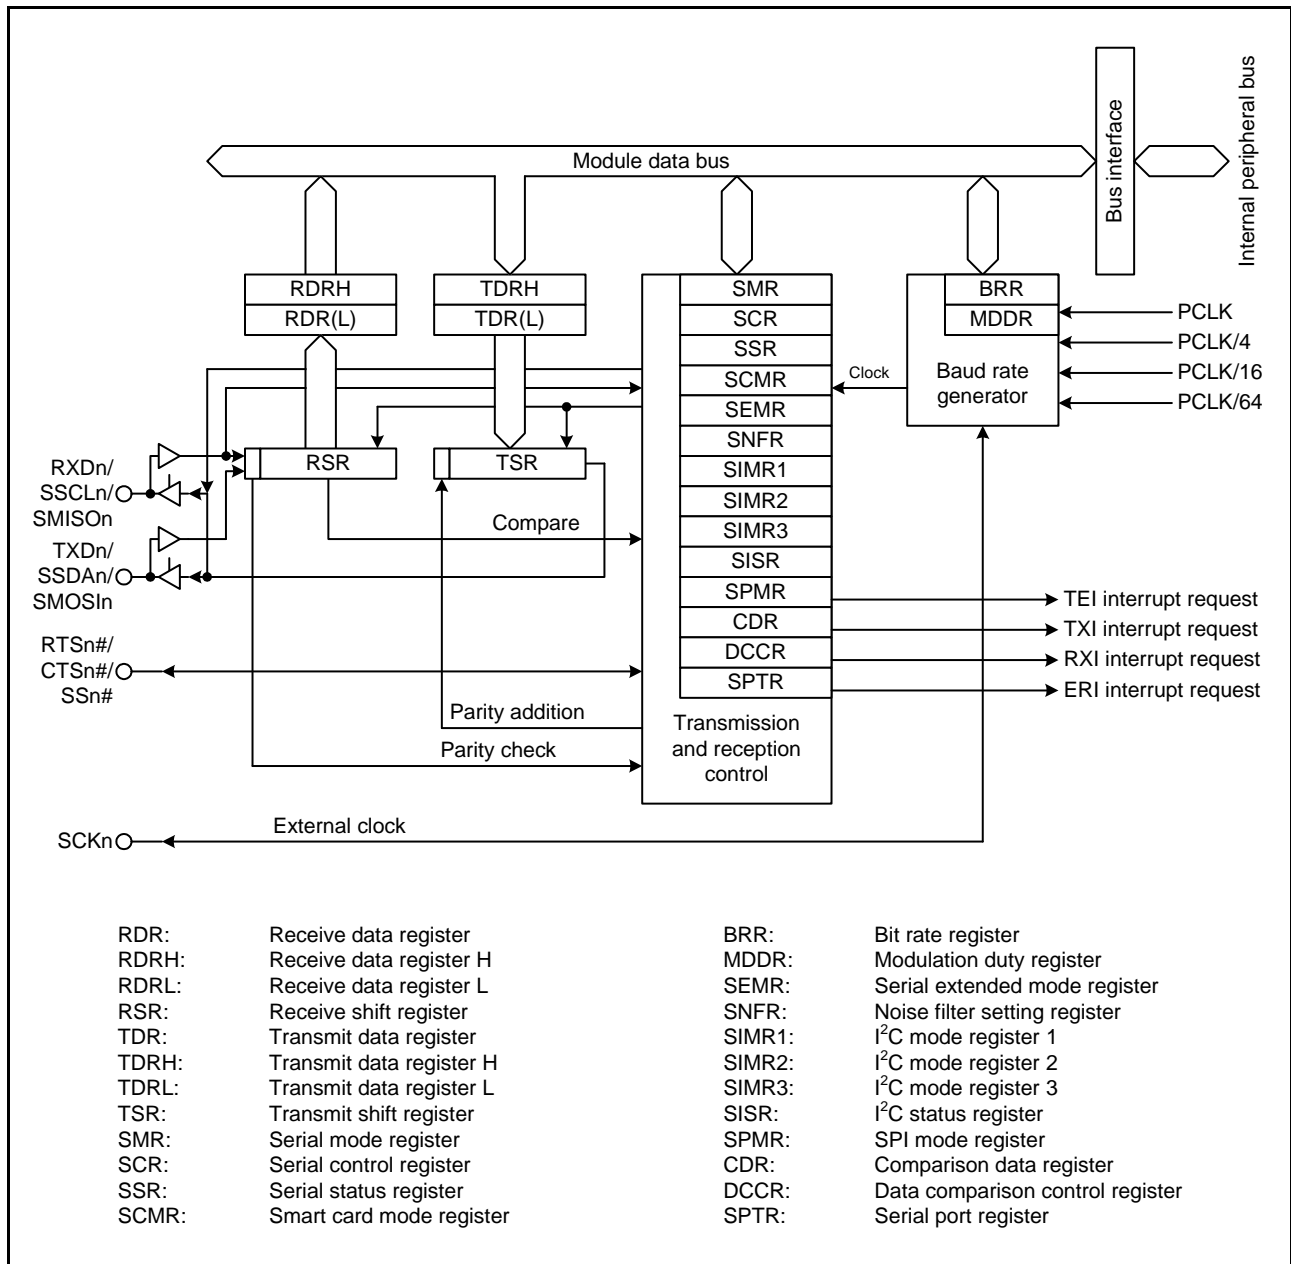 Module data bus
Bus interface
Internal peripheral bus
RDRH
RDR(L)
TDRH
TDR(L)
SMR
SCR
SSR
SCMR
SEMR
SNFR
SIMR1
SIMR2
SIMR3
SISR
SPMR
CDR
DCCR
SPTR
Transmission
and reception
control
BRR
MDDR
Baud rate
generator
Clock
PCLK
PCLK/4
PCLK/16
PCLK/64
RSR
TSR
RXDn/
SSCLn/
SMISOn
TXDn/
SSDAn/
SMOSIn
Compare
RTSn#/
CTSn#/
SSn#
Parity addition
Parity check
TEI interrupt request
TXI interrupt request
RXI interrupt request
ERI interrupt request
SCKn
External clock
RDR: Receive data register
RDRH: Receive data register H
RDRL: Receive data register L
RSR: Receive shift register
TDR: Transmit data register
TDRH: Transmit data register H
TDRL: Transmit data register L
TSR: Transmit shift register
SMR: Serial mode register
SCR: Serial control register
SSR: Serial status register
SCMR: Smart card mode register
BRR: Bit rate register
MDDR: Modulation duty register
SEMR: Serial extended mode register
SNFR: Noise filter setting register
SIMR1: I²C mode register 1
SIMR2: I²C mode register 2
SIMR3: I²C mode register 3
SISR: I²C status register
SPMR: SPI mode register
CDR: Comparison data register
DCCR: Data comparison control register
SPTR: Serial port register